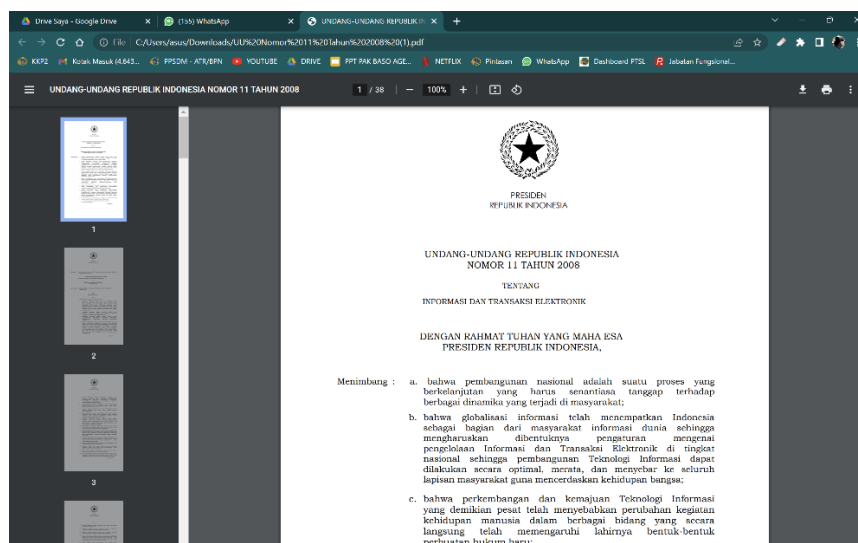 Drive Saya - Google Drive
(155) WhatsApp
UNDANG-UNDANG REPUBLIK IN
File
C:/Users/asus/Downloads/UU%20Nomor%2011%20Tahun%202008%20(1).pdf
KKP2
Kotak Masuk (4.643...
PPSDM - ATR/BPN
YOUTUBE
DRIVE
PPT PAK BASO AGE...
NETFLIX
Pintasan
WhatsApp
Dashboard PTSL
Jabatan Fungsional...
UNDANG-UNDANG REPUBLIK INDONESIA NOMOR 11 TAHUN 2008
1 / 38
100%
1
2
3
PRESIDEN
REPUBLIK INDONESIA
UNDANG-UNDANG REPUBLIK INDONESIA
NOMOR 11 TAHUN 2008
TENTANG
INFORMASI DAN TRANSAKSI ELEKTRONIK
DENGAN RAHMAT TUHAN YANG MAHA ESA
PRESIDEN REPUBLIK INDONESIA,
Menimbang : a. bahwa pembangunan nasional adalah suatu proses yang
berkelanjutan yang harus senantiasa tanggap terhadap
berbagai dinamika yang terjadi di masyarakat;
b. bahwa globalisasi informasi telah menempatkan Indonesia
sebagai bagian dari masyarakat informasi dunia sehingga
mengharuskan dibentuknya pengaturan mengenai
pengelolaan Informasi dan Transaksi Elektronik di tingkat
nasional sehingga pembangunan Teknologi Informasi dapat
dilakukan secara optimal, merata, dan menyebar ke seluruh
lapisan masyarakat guna mencerdaskan kehidupan bangsa;
c. bahwa perkembangan dan kemajuan Teknologi Informasi
yang demikian pesat telah menyebabkan perubahan kegiatan
kehidupan manusia dalam berbagai bidang yang secara
langsung telah memengaruhi lahirnya bentuk-bentuk
perbuatan hukum baru;